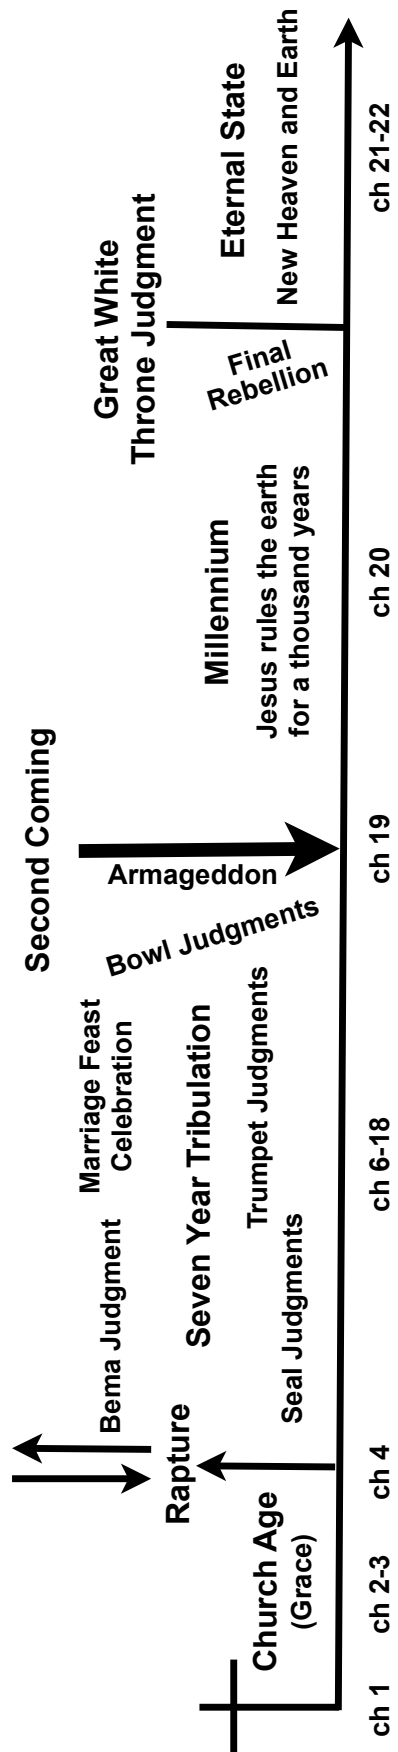 Second Coming
Great White
Throne Judgment
Bema Judgment
Marriage Feast
Celebration
Bowl Judgments
Armageddon
Rapture
Seven Year Tribulation
Millennium
Final
Rebellion
Eternal State
Church Age
(Grace)
Seal Judgments
Trumpet Judgments
Jesus rules the earth
for a thousand years
New Heaven and Earth
ch 1
ch 2-3
ch 4
ch 6-18
ch 19
ch 20
ch 21-22